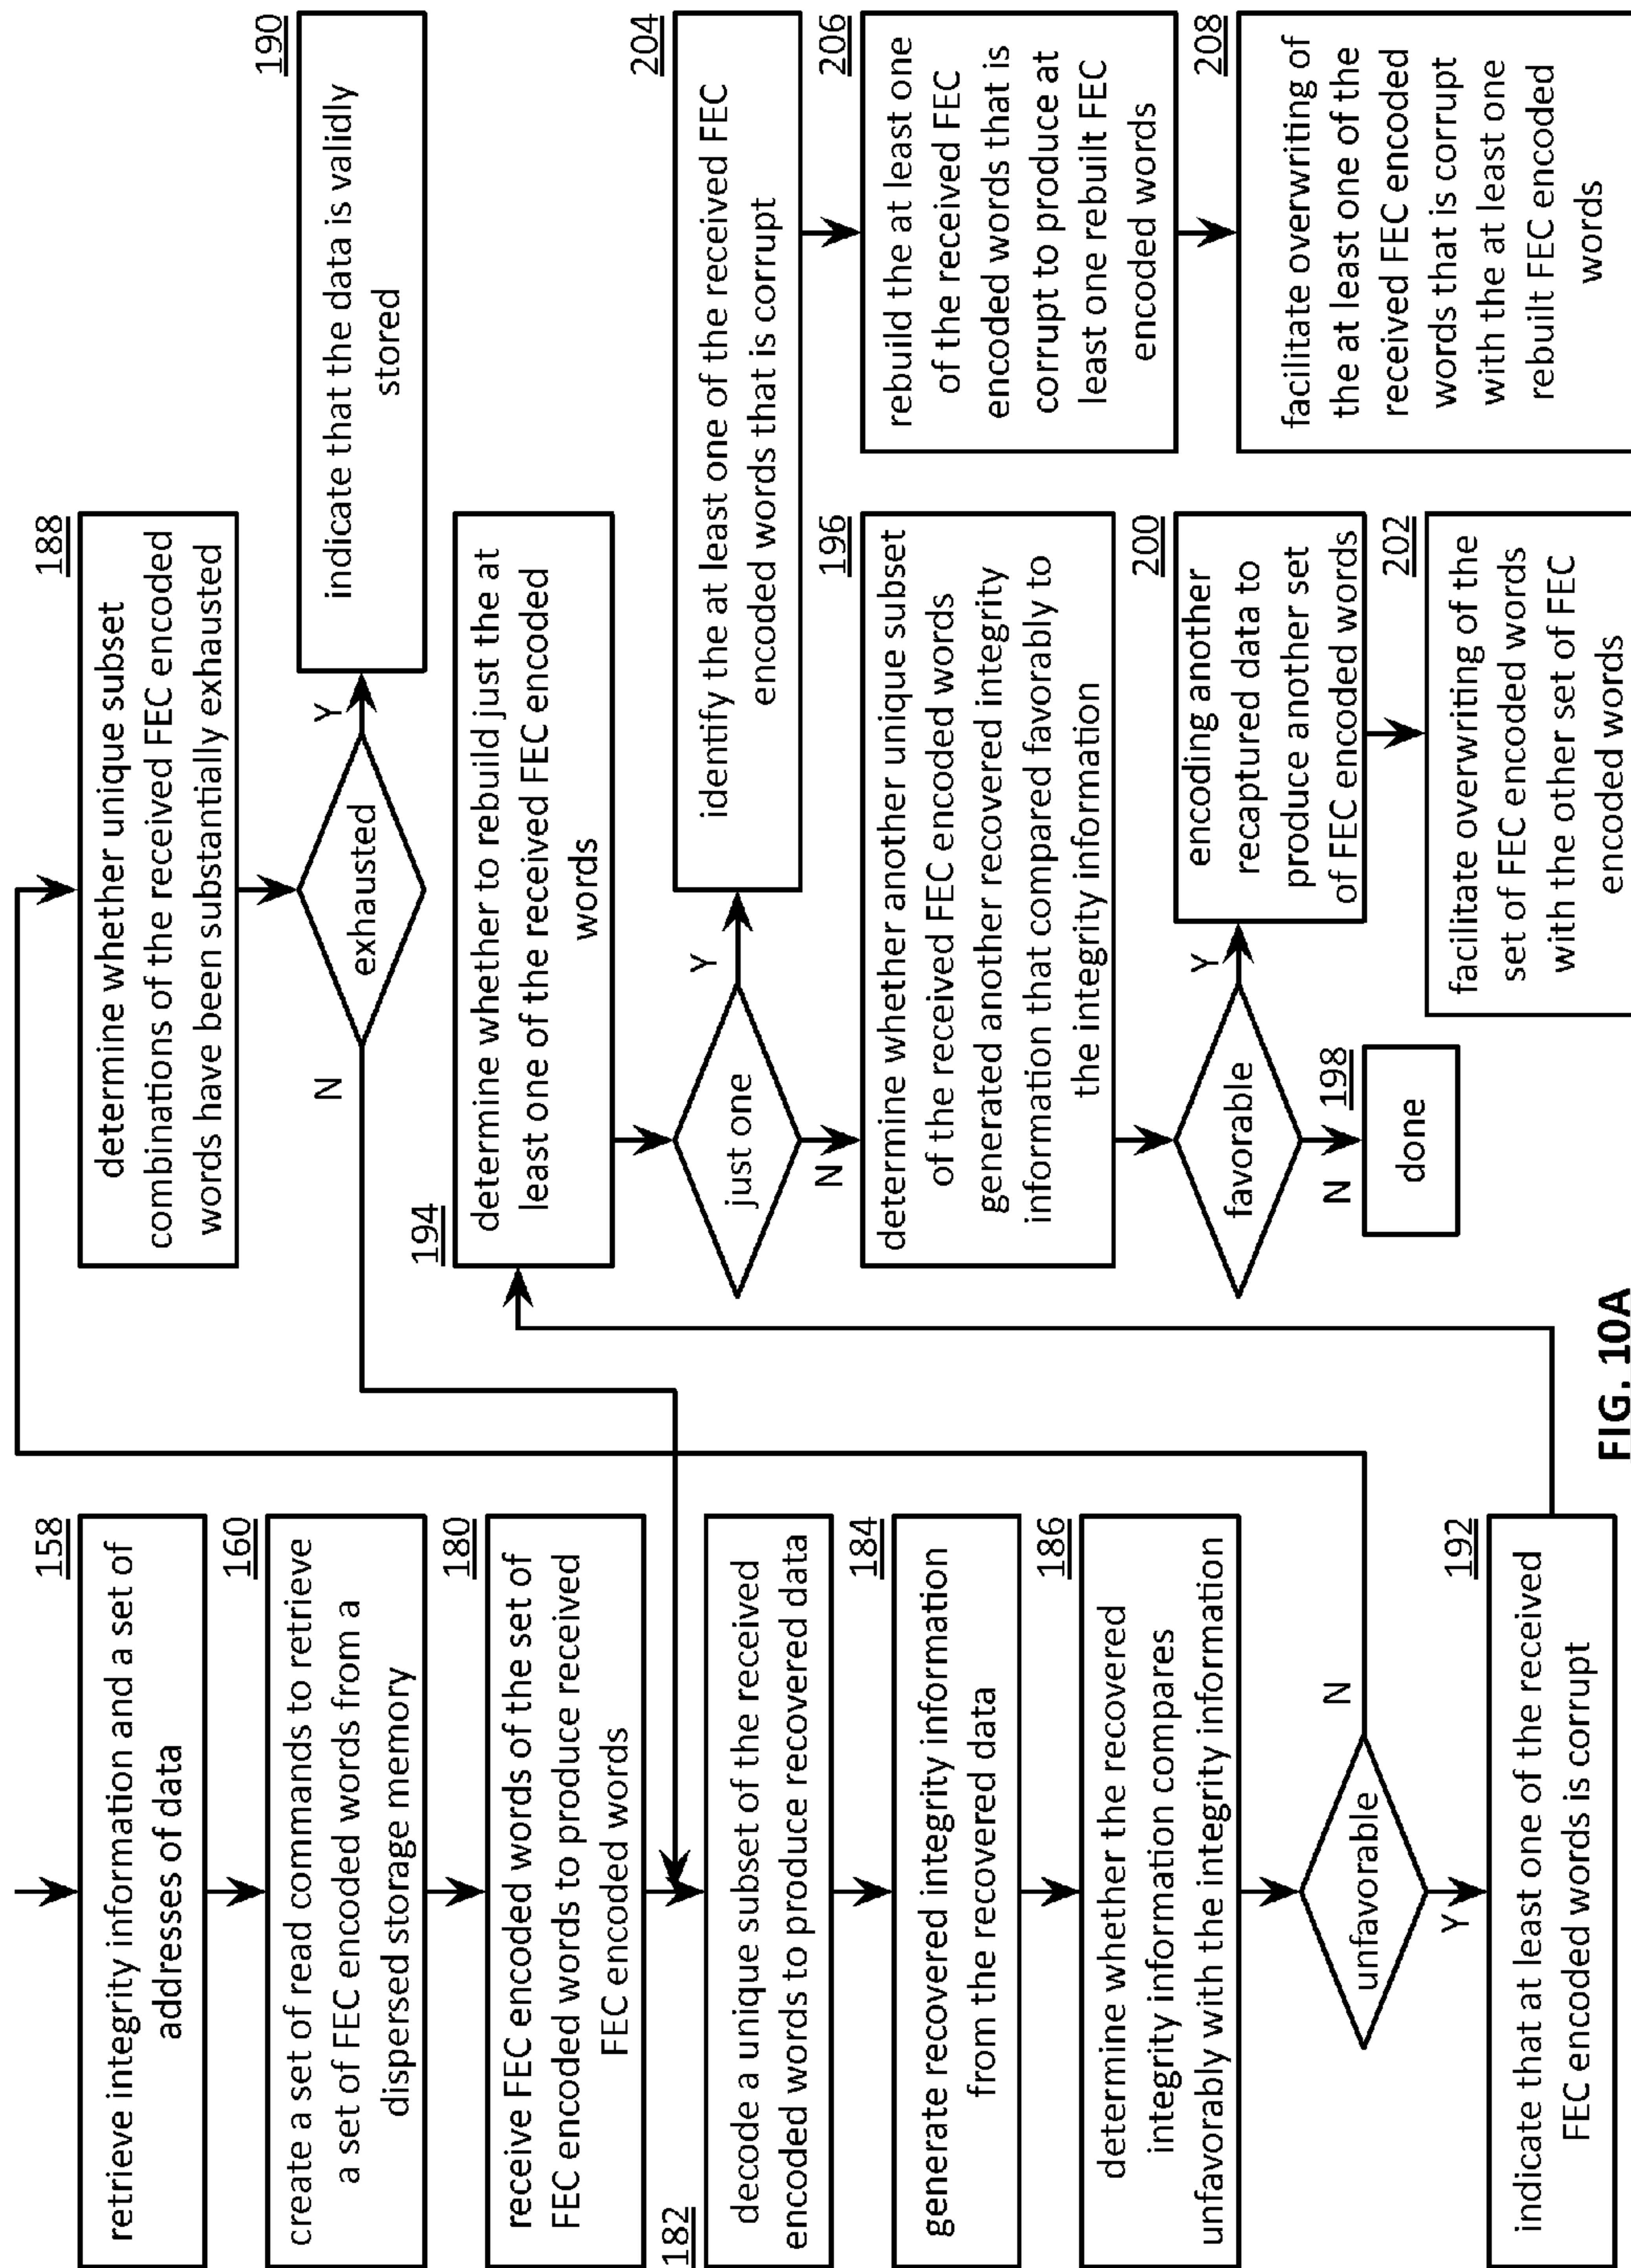 158
retrieve integrity information and a set of
addresses of data
160
create a set of read commands to retrieve
a set of FEC encoded words from a
dispersed storage memory
180
receive FEC encoded words of the set of
FEC encoded words to produce received
FEC encoded words
182
decode a unique subset of the received
encoded words to produce recovered data
184
generate recovered integrity information
from the recovered data
186
determine whether the recovered
integrity information compares
unfavorably with the integrity information
unfavorable
N
Y
192
indicate that at least one of the received
FEC encoded words is corrupt
188
determine whether unique subset
combinations of the received FEC encoded
words have been substantially exhausted
exhausted
Y
N
190
indicate that the data is validly
stored
194
determine whether to rebuild just the at
least one of the received FEC encoded
words
just one
Y
N
204
identify the at least one of the received FEC
encoded words that is corrupt
206
rebuild the at least one
of the received FEC
encoded words that is
corrupt to produce at
least one rebuilt FEC
encoded words
208
facilitate overwriting of
the at least one of the
received FEC encoded
words that is corrupt
with the at least one
rebuilt FEC encoded
words
196
determine whether another unique subset
of the received FEC encoded words
generated another recovered integrity
information that compared favorably to
the integrity information
favorable
Y
N
198
done
200
encoding another
recaptured data to
produce another set
of FEC encoded words
202
facilitate overwriting of the
set of FEC encoded words
with the other set of FEC
encoded words
FIG. 10A